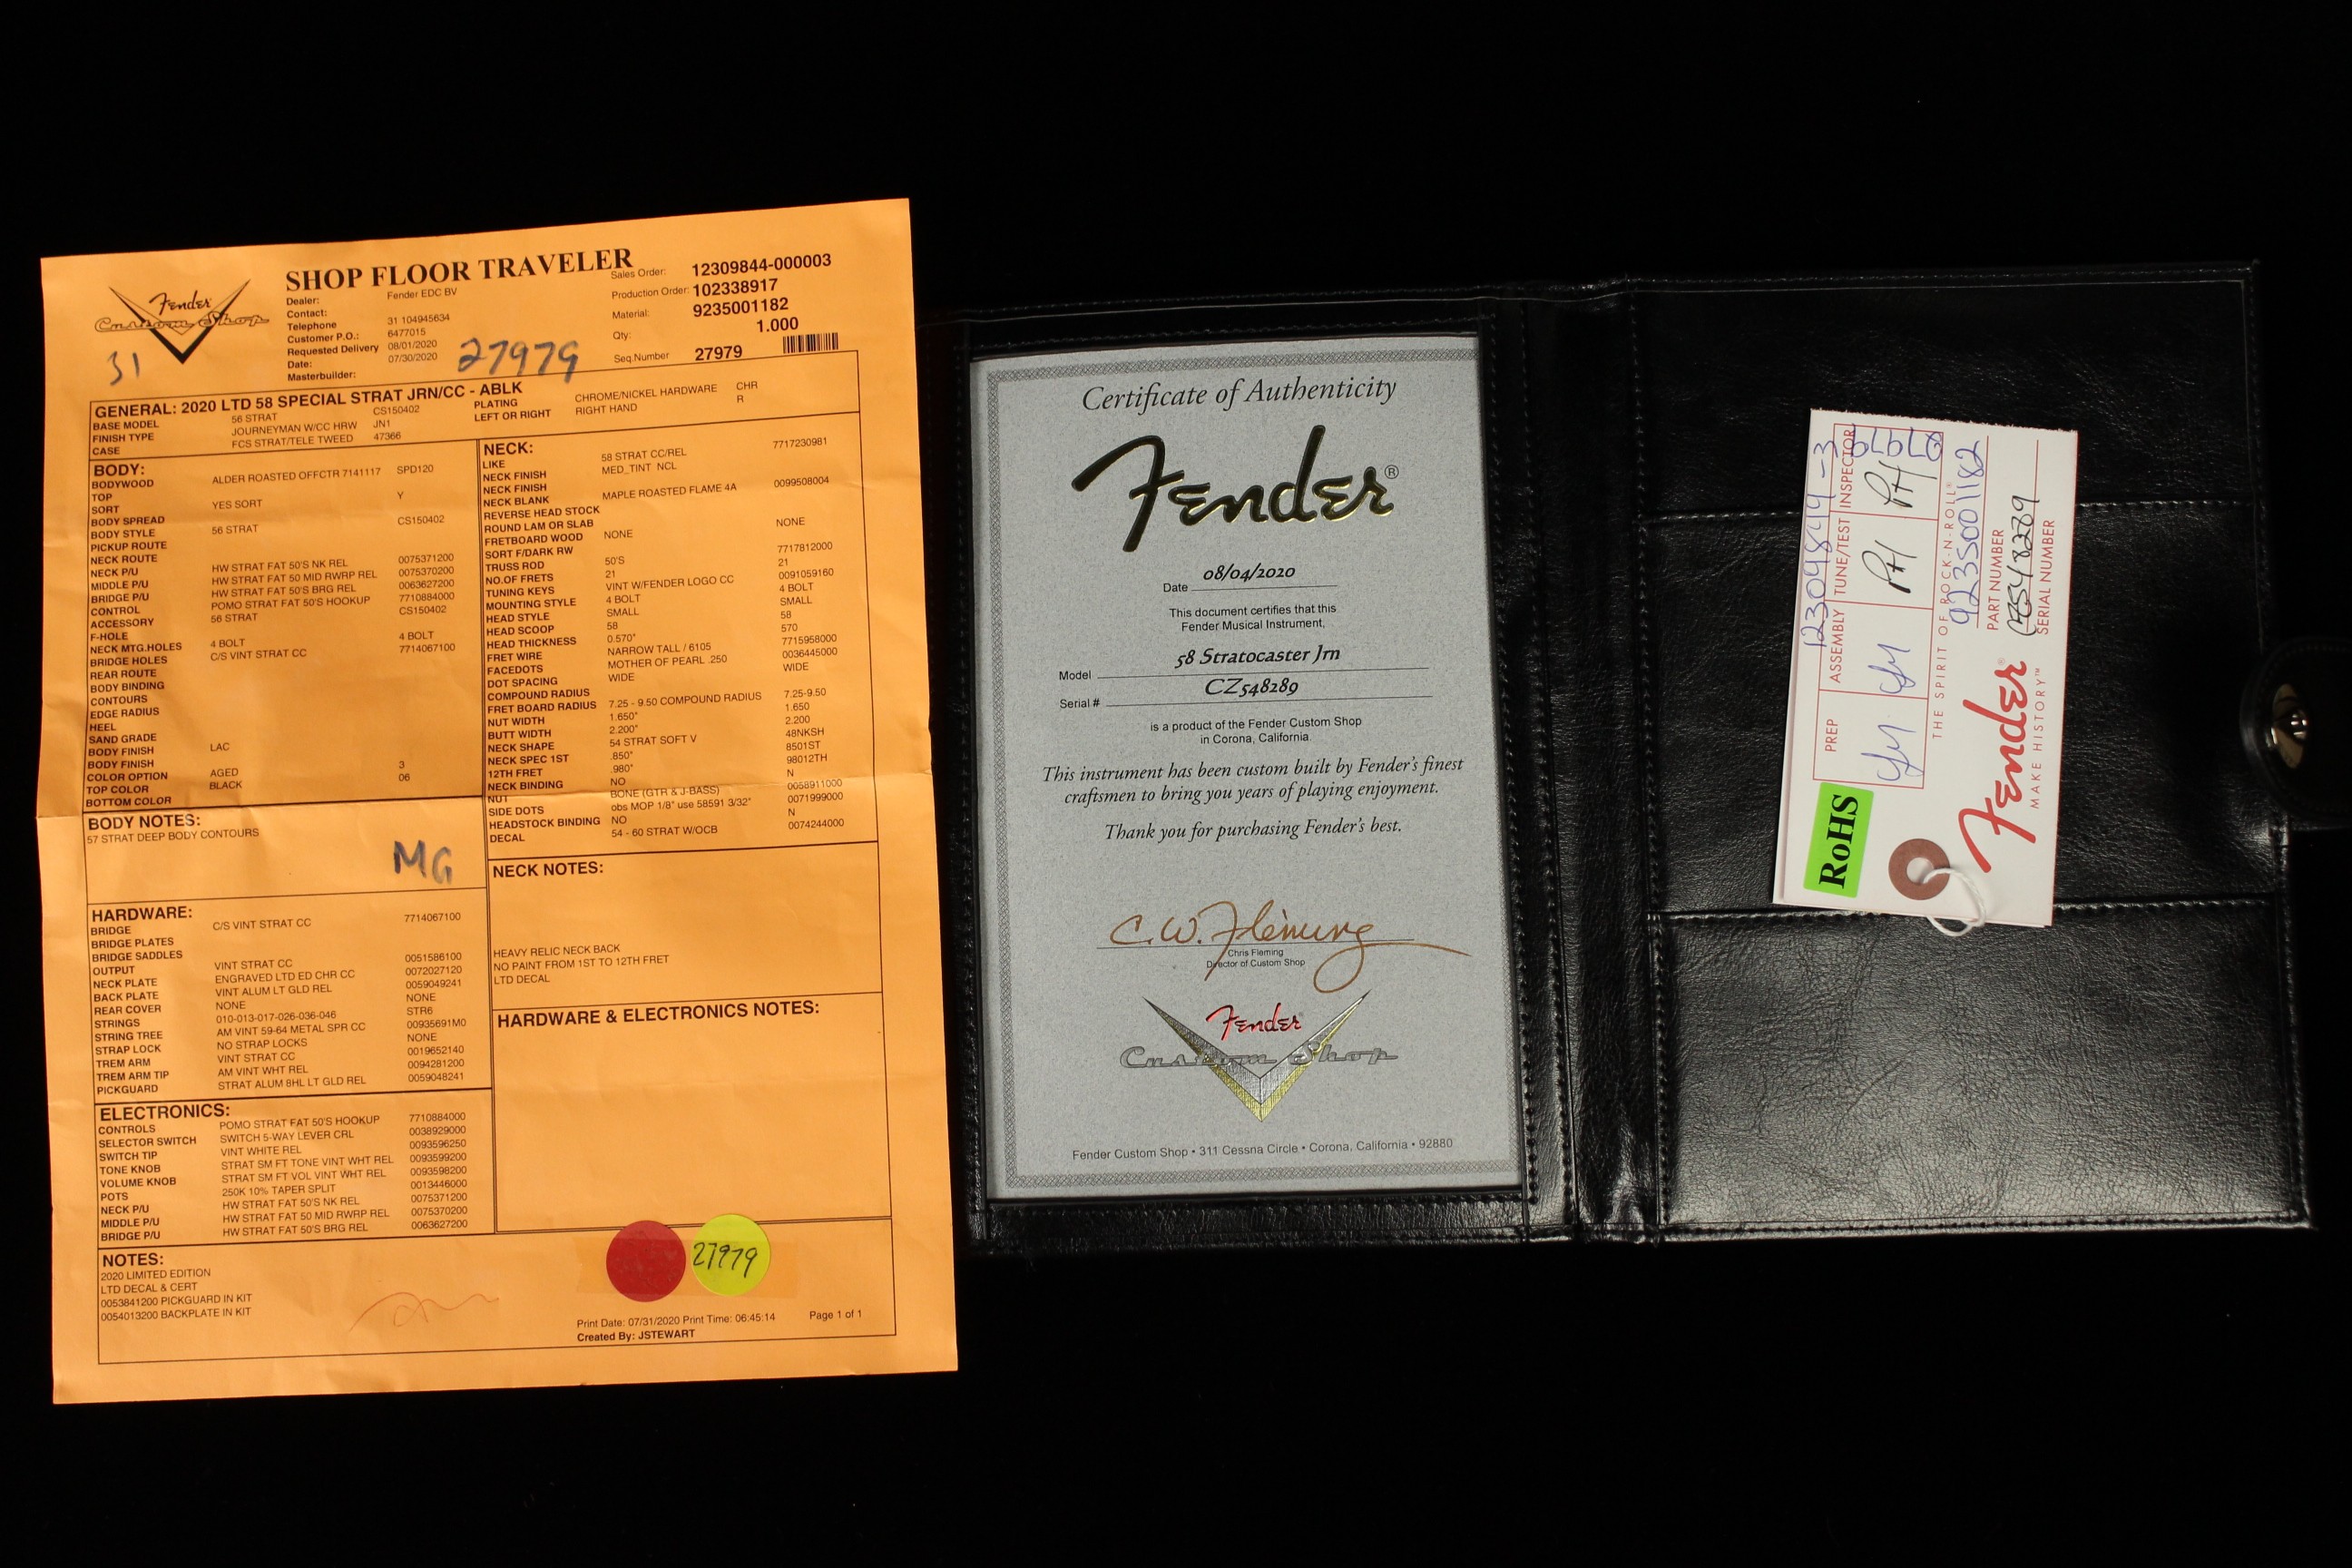 Fender
Custom Shop
31
SHOP FLOOR TRAVELER
Dealer: Fender EDC BV
Contact:
Telephone 31 104945634
Customer P.O.: 6477015
Requested Delivery 08/01/2020
Date: 07/30/2020
Masterbuilder:
27979
Sales Order: 12309844-000003
Production Order: 102338917
Material: 9235001182
Qty: 1.000
Seq.Number 27979
GENERAL: 2020 LTD 58 SPECIAL STRAT JRN/CC - ABLK
BASE MODEL 56 STRAT CS150402
FINISH TYPE JOURNEYMAN W/CC HRW JN1
CASE FCS STRAT/TELE TWEED 47366
PLATING CHROME/NICKEL HARDWARE CHR
LEFT OR RIGHT RIGHT HAND R
BODY:
BODYWOOD ALDER ROASTED OFFCTR 7141117 SPD120
TOP
SORT YES SORT Y
BODY SPREAD
BODY STYLE 56 STRAT CS150402
PICKUP ROUTE
NECK ROUTE
NECK P/U HW STRAT FAT 50'S NK REL 0075371200
MIDDLE P/U HW STRAT FAT 50 MID RWRP REL 0075370200
BRIDGE P/U HW STRAT FAT 50'S BRG REL 0063627200
CONTROL POMO STRAT FAT 50'S HOOKUP 7710884000
ACCESSORY 56 STRAT CS150402
F-HOLE
NECK MTG.HOLES 4 BOLT 4 BOLT
BRIDGE HOLES C/S VINT STRAT CC 7714067100
REAR ROUTE
BODY BINDING
CONTOURS
EDGE RADIUS
HEEL
SAND GRADE
BODY FINISH LAC
BODY FINISH
COLOR OPTION AGED 3
TOP COLOR BLACK 06
BOTTOM COLOR
BODY NOTES:
57 STRAT DEEP BODY CONTOURS
MG
HARDWARE:
BRIDGE C/S VINT STRAT CC 7714067100
BRIDGE PLATES
BRIDGE SADDLES
OUTPUT VINT STRAT CC 0051586100
NECK PLATE ENGRAVED LTD ED CHR CC 0072027120
BACK PLATE VINT ALUM LT GLD REL 0059049241
REAR COVER NONE NONE
STRINGS 010-013-017-026-036-046 STR6
STRING TREE AM VINT 59-64 METAL SPR CC 00935691M0
STRAP LOCK NO STRAP LOCKS NONE
TREM ARM VINT STRAT CC 0019652140
TREM ARM TIP AM VINT WHT REL 0094281200
PICKGUARD STRAT ALUM 8HL LT GLD REL 0059048241
ELECTRONICS:
CONTROLS POMO STRAT FAT 50'S HOOKUP 7710884000
SELECTOR SWITCH SWITCH 5-WAY LEVER CRL 0038929000
SWITCH TIP VINT WHITE REL 0093596250
TONE KNOB STRAT SM FT TONE VINT WHT REL 0093599200
VOLUME KNOB STRAT SM FT VOL VINT WHT REL 0093598200
POTS 250K 10% TAPER SPLIT 0013446000
NECK P/U HW STRAT FAT 50'S NK REL 0075371200
MIDDLE P/U HW STRAT FAT 50 MID RWRP REL 0075370200
BRIDGE P/U HW STRAT FAT 50'S BRG REL 0063627200
NOTES:
2020 LIMITED EDITION
LTD DECAL & CERT
0053841200 PICKGUARD IN KIT
0054013200 BACKPLATE IN KIT
NECK:
LIKE 58 STRAT CC/REL 7717230981
NECK FINISH MED_TINT NCL
NECK FINISH
NECK BLANK MAPLE ROASTED FLAME 4A 0099508004
REVERSE HEAD STOCK
ROUND LAM OR SLAB
FRETBOARD WOOD NONE NONE
SORT F/DARK RW
TRUSS ROD 50'S 7717812000
NO.OF FRETS 21 21
TUNING KEYS VINT W/FENDER LOGO CC 0091059160
MOUNTING STYLE 4 BOLT 4 BOLT
HEAD STYLE SMALL SMALL
HEAD SCOOP 58 58
HEAD THICKNESS 0.570" 570
FRET WIRE NARROW TALL / 6105 7715958000
FACEDOTS MOTHER OF PEARL .250 0036445000
DOT SPACING WIDE WIDE
COMPOUND RADIUS
FRET BOARD RADIUS 7.25 - 9.50 COMPOUND RADIUS 7.25-9.50
NUT WIDTH 1.650" 1.650
BUTT WIDTH 2.200" 2.200
NECK SHAPE 54 STRAT SOFT V 48NKSH
NECK SPEC 1ST .850" 8501ST
12TH FRET .980" 98012TH
NECK BINDING NO N
NUT BONE (GTR & J-BASS) 0058911000
SIDE DOTS obs MOP 1/8" use 58591 3/32" 0071999000
HEADSTOCK BINDING NO N
DECAL 54 - 60 STRAT W/OCB 0074244000
NECK NOTES:
HEAVY RELIC NECK BACK
NO PAINT FROM 1ST TO 12TH FRET
LTD DECAL
HARDWARE & ELECTRONICS NOTES:
27979
Print Date: 07/31/2020 Print Time: 06:45:14 Page 1 of 1
Created By: JSTEWART
Certificate of Authenticity
Fender®
Date 08/04/2020
This document certifies that this
Fender Musical Instrument,
Model 58 Stratocaster Jrn
Serial # CZ548289
is a product of the Fender Custom Shop
in Corona, California.
This instrument has been custom built by Fender's finest
craftsmen to bring you years of playing enjoyment.
Thank you for purchasing Fender's best.
C.W. Fleming
Chris Fleming
Director of Custom Shop
Fender
Custom Shop
Fender Custom Shop • 311 Cessna Circle • Corona, California • 92880
12309844-3
PREP ASSEMBLY TUNE/TEST INSPECTOR
PH PH
THE SPIRIT OF ROCK-N-ROLL®
9235001182
PART NUMBER
CZ548289
SERIAL NUMBER
Fender®
MAKE HISTORY™
RoHS